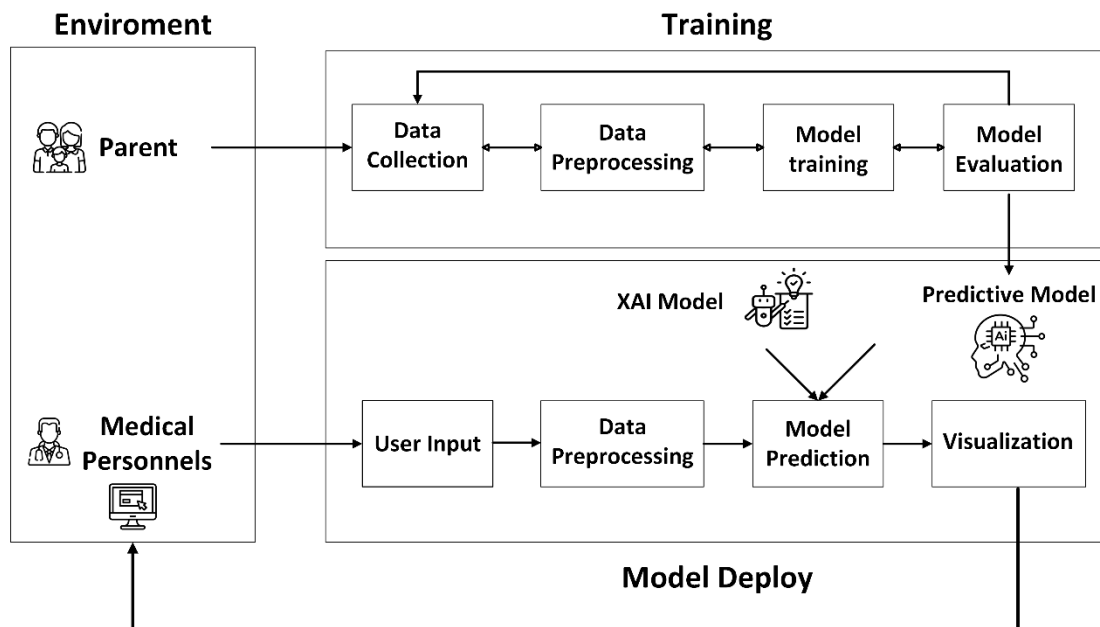 Enviroment
Training
Parent
Data
Collection
Data
Preprocessing
Model
training
Model
Evaluation
XAI Model
Predictive Model
Ai
Medical
Personnels
User Input
Data
Preprocessing
Model
Prediction
Visualization
Model Deploy